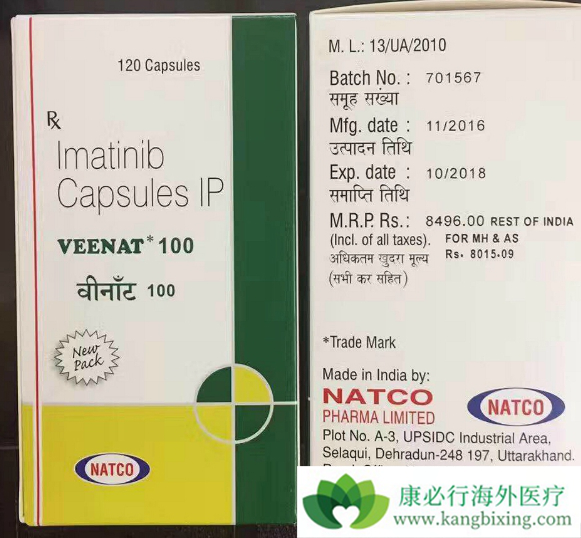 120 Capsules
Rx
Imatinib
Capsules IP
VEENAT* 100
वीनाँट 100
New
Pack
NATCO
M. L.: 13/UA/2010
Batch No. : 701567
समूह सख्या
Mfg. date : 11/2016
उत्पादन तिथि
Exp. date : 10/2018
समाप्ति तिथि
M.R.P. Rs.: 8496.00 REST OF INDIA
(Incl. of all taxes). FOR MH & AS
अधिकतम खुदरा मूल्य Rs. 8015.09
(सभी कर सहित)
*Trade Mark
Made in India by:
NATCO
PHARMA LIMITED
NATCO
Plot No. A-3, UPSIDC Industrial Area,
Selaqui, Dehradun-248 197, Uttarakhand.
康必行海外医疗
www.kangbixing.com